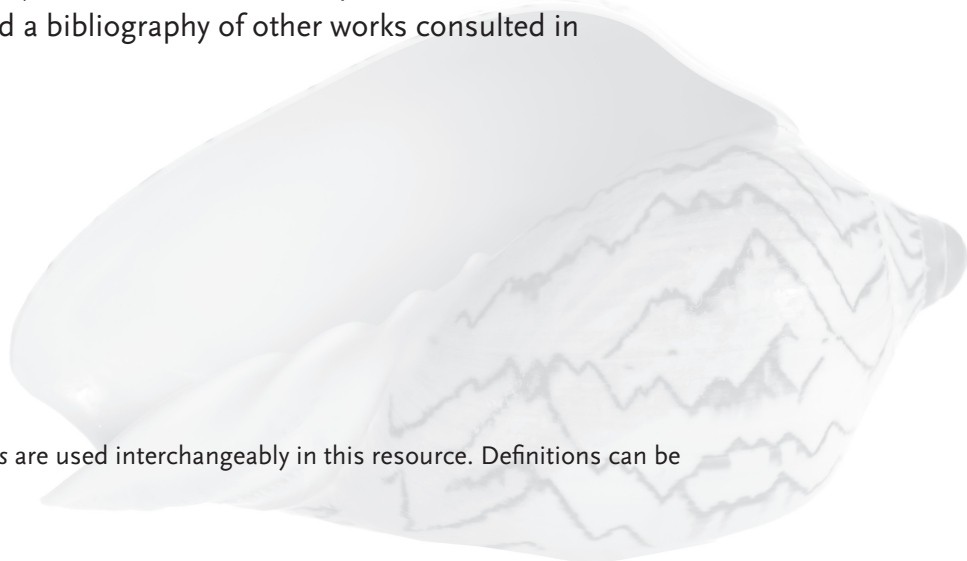 d a bibliography of other works consulted in
s are used interchangeably in this resource. Definitions can be